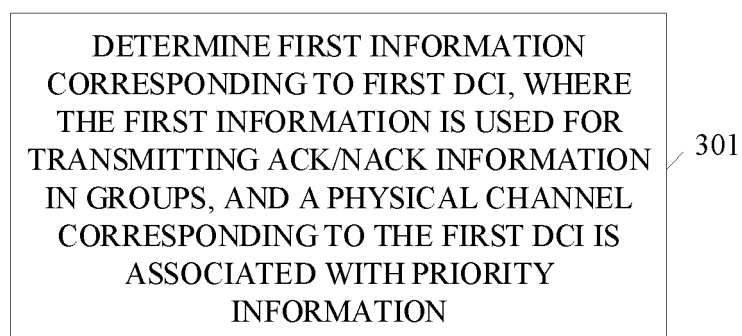 DETERMINE FIRST INFORMATION
CORRESPONDING TO FIRST DCI, WHERE
THE FIRST INFORMATION IS USED FOR
TRANSMITTING ACK/NACK INFORMATION
IN GROUPS, AND A PHYSICAL CHANNEL
CORRESPONDING TO THE FIRST DCI IS
ASSOCIATED WITH PRIORITY
INFORMATION
301